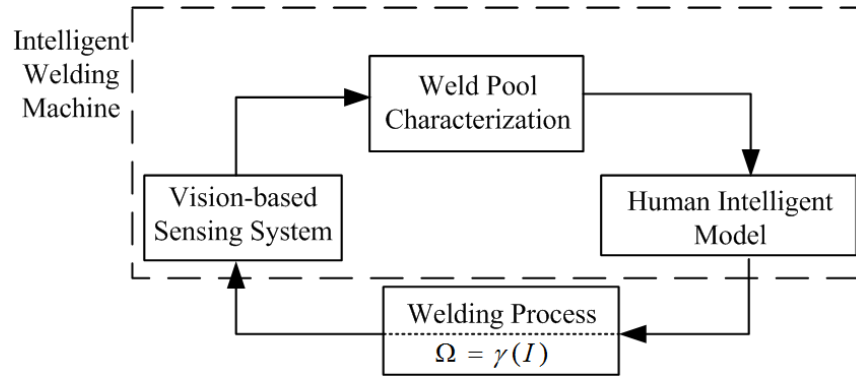 Intelligent
Welding
Machine
Weld Pool
Characterization
Vision-based
Sensing System
Human Intelligent
Model
Welding Process
Ω = γ(I)